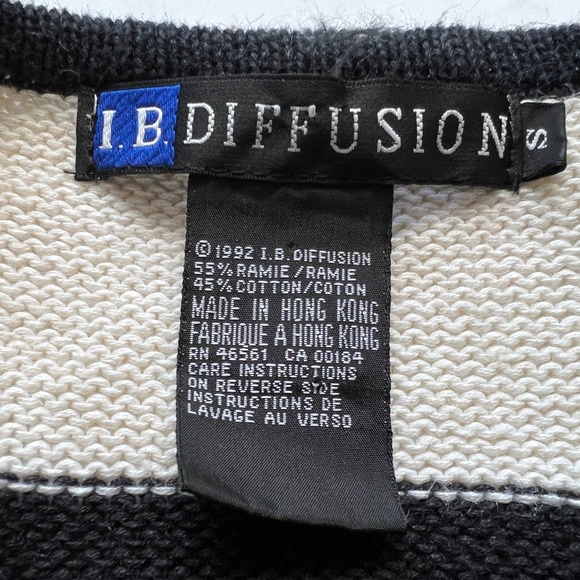 I.B. DIFFUSION
S
© 1992 I.B.DIFFUSION
55% RAMIE/RAMIE
45% COTTON/COTON
MADE IN HONG KONG
FABRIQUE A HONG KONG
RN 46561 CA 00184
CARE INSTRUCTIONS
ON REVERSE SIDE
INSTRUCTIONS DE
LAVAGE AU VERSO